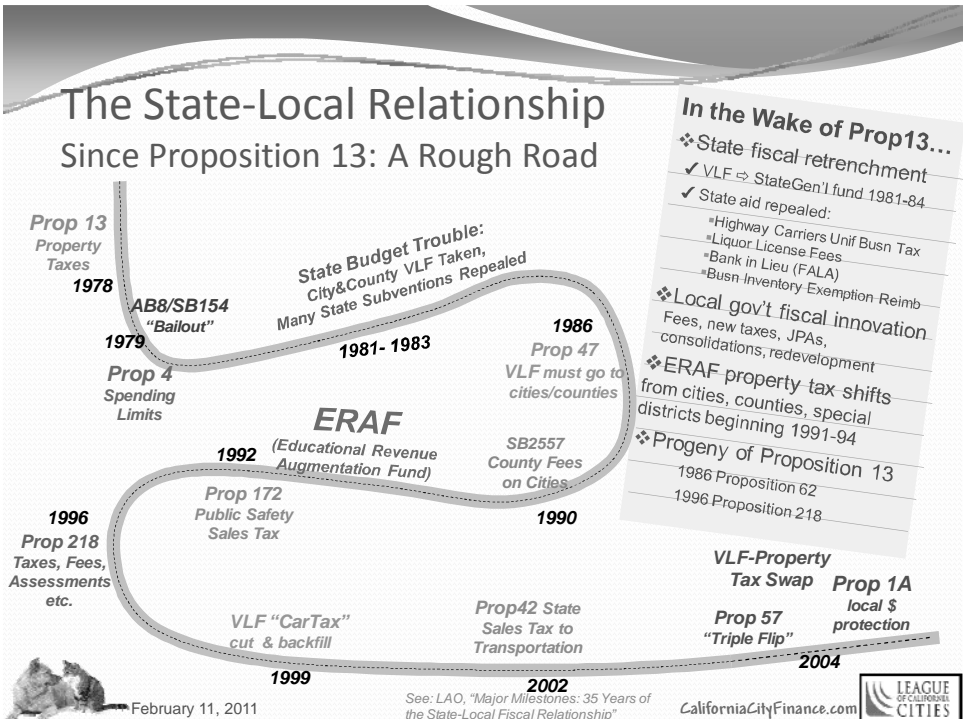 The State-Local Relationship
Since Proposition 13: A Rough Road
Prop 13
Property
Taxes
1978
AB8/SB154
“Bailout”
1979
Prop 4
Spending
Limits
State Budget Trouble:
City&County VLF Taken,
Many State Subventions Repealed
1981- 1983
1986
Prop 47
VLF must go to
cities/counties
SB2557
County Fees
on Cities
1990
ERAF
(Educational Revenue
Augmentation Fund)
1992
Prop 172
Public Safety
Sales Tax
1996
Prop 218
Taxes, Fees,
Assessments
etc.
VLF “CarTax”
cut & backfill
1999
Prop42 State
Sales Tax to
Transportation
2002
VLF-Property
Tax Swap
Prop 57
“Triple Flip”
2004
Prop 1A
local $
protection
In the Wake of Prop13…
❖State fiscal retrenchment
✓ VLF ⇨ StateGen’l fund 1981-84
✓ State aid repealed:
▪Highway Carriers Unif Busn Tax
▪Liquor License Fees
▪Bank in Lieu (FALA)
▪Busn Inventory Exemption Reimb
❖Local gov’t fiscal innovation
Fees, new taxes, JPAs,
consolidations, redevelopment
❖ERAF property tax shifts
from cities, counties, special
districts beginning 1991-94
❖Progeny of Proposition 13
1986 Proposition 62
1996 Proposition 218
February 11, 2011
See: LAO, “Major Milestones: 35 Years of
the State-Local Fiscal Relationship”
CaliforniaCityFinance.com
LEAGUE
OF CALIFORNIA
CITIES